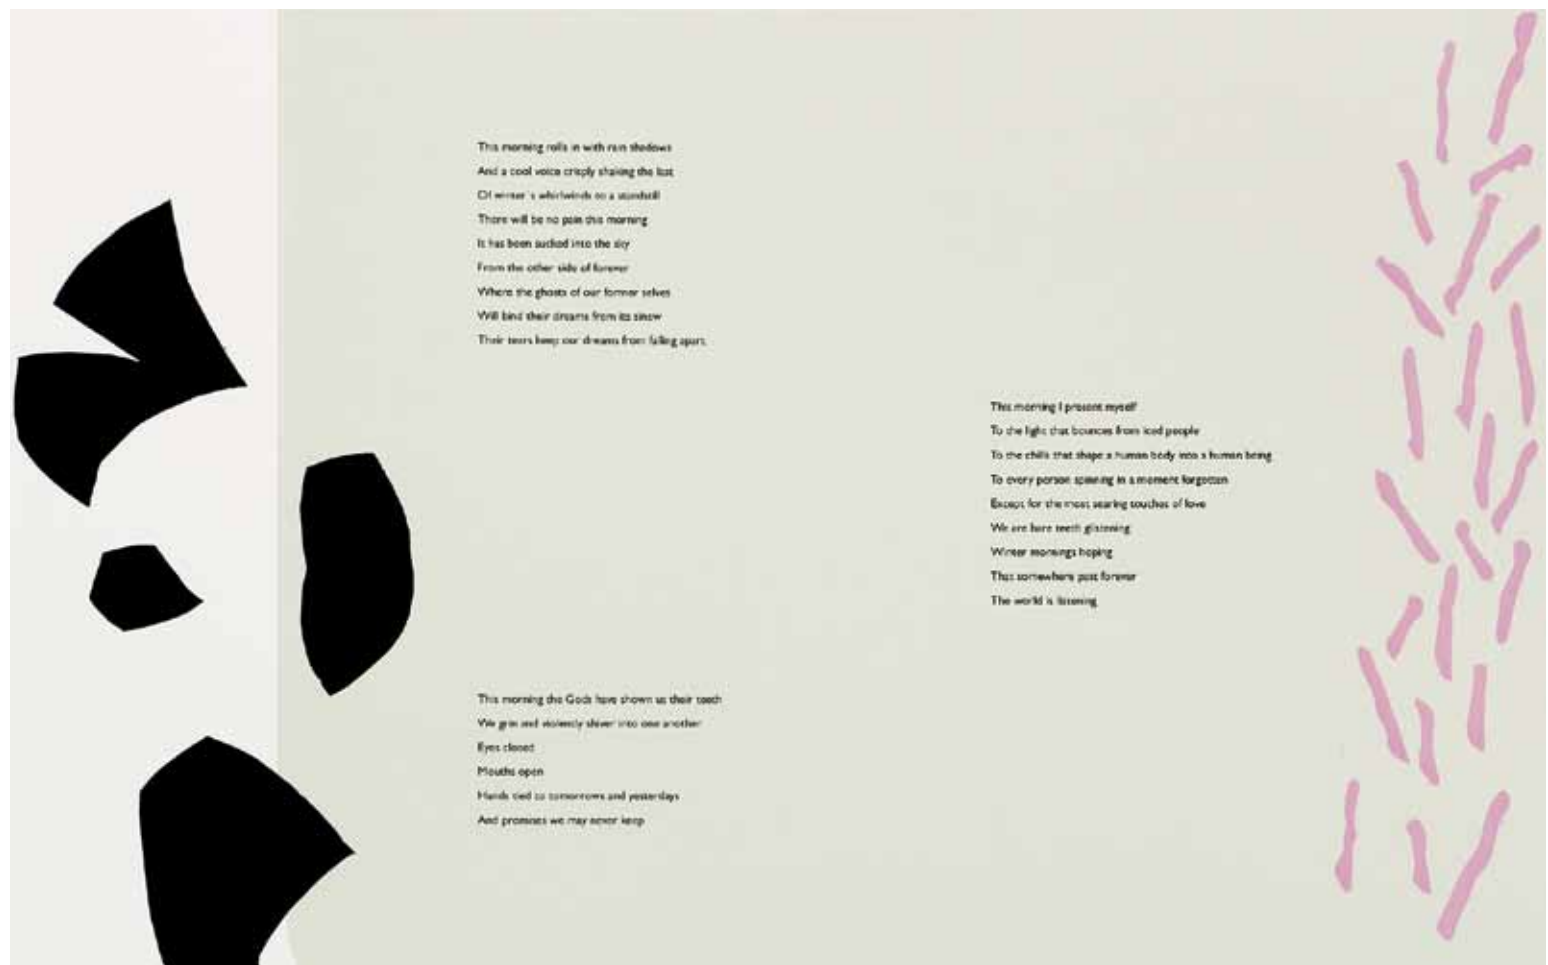 This morning rolls in with rain shadows
And a cool voice crisply shaking the last
Of winter's whirlwinds to a standstill
There will be no pain this morning
It has been sucked into the sky
From the other side of forever
Where the ghosts of our former selves
Will bind their dreams from its sinew
Their tears keep our dreams from falling apart.
This morning I present myself
To the light that bounces from iced people
To the chills that shape a human body into a human being
To every person spinning in a moment forgotten
Except for the most searing touches of love
We are bare teeth glistening
Winter mornings hoping
That somewhere past forever
The world is listening
This morning the Gods have shown us their teeth
We grin and violently shiver into one another
Eyes closed
Mouths open
Hands tied to tomorrows and yesterdays
And promises we may never keep